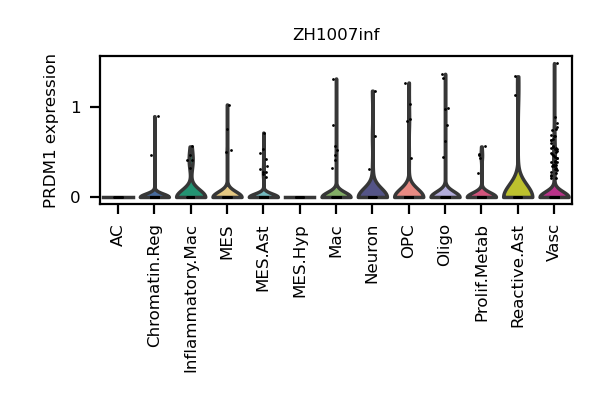 ZH1007inf
PRDM1 expression
1
0
AC
Chromatin.Reg
Inflammatory.Mac
MES
MES.Ast
MES.Hyp
Mac
Neuron
OPC
Oligo
Prolif.Metab
Reactive.Ast
Vasc